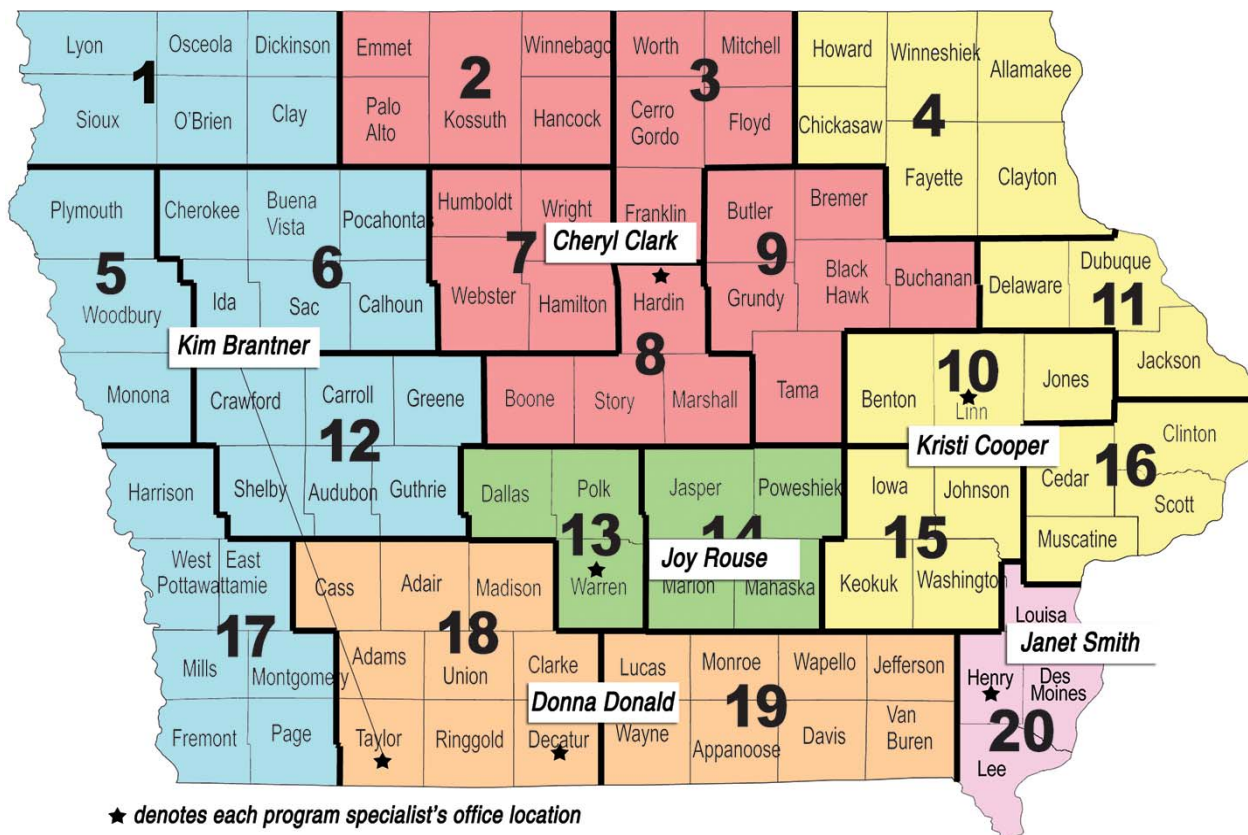 Lyon
Osceola
Dickinson
1
Sioux
O'Brien
Clay
Emmet
Winnebago
2
Palo
Alto
Kossuth
Hancock
Worth
Mitchell
3
Cerro
Gordo
Floyd
Howard
Winneshiek
Allamakee
Chickasaw
4
Fayette
Clayton
Plymouth
5
Woodbury
Monona
Cherokee
Buena
Vista
Pocahontas
6
Ida
Sac
Calhoun
Kim Brantner
Humboldt
Wright
7
Webster
Hamilton
Franklin
Cheryl Clark
Hardin
8
Boone
Story
Marshall
Butler
Bremer
9
Grundy
Black
Hawk
Buchanan
Tama
Delaware
Dubuque
11
Jackson
10
Benton
Linn
Jones
Kristi Cooper
Crawford
Carroll
Greene
12
Shelby
Audubon
Guthrie
Dallas
Polk
13
Warren
Jasper
Poweshiek
14
Joy Rouse
Marion
Mahaska
Iowa
Johnson
15
Keokuk
Washington
Clinton
16
Cedar
Scott
Muscatine
Harrison
West
Pottawattamie
East
17
Mills
Montgomery
Fremont
Page
Cass
Adair
Madison
18
Adams
Union
Clarke
Donna Donald
Taylor
Ringgold
Decatur
Lucas
Monroe
Wapello
Jefferson
19
Wayne
Appanoose
Davis
Van
Buren
Louisa
Janet Smith
Henry
Des
Moines
20
Lee
★ denotes each program specialist's office location